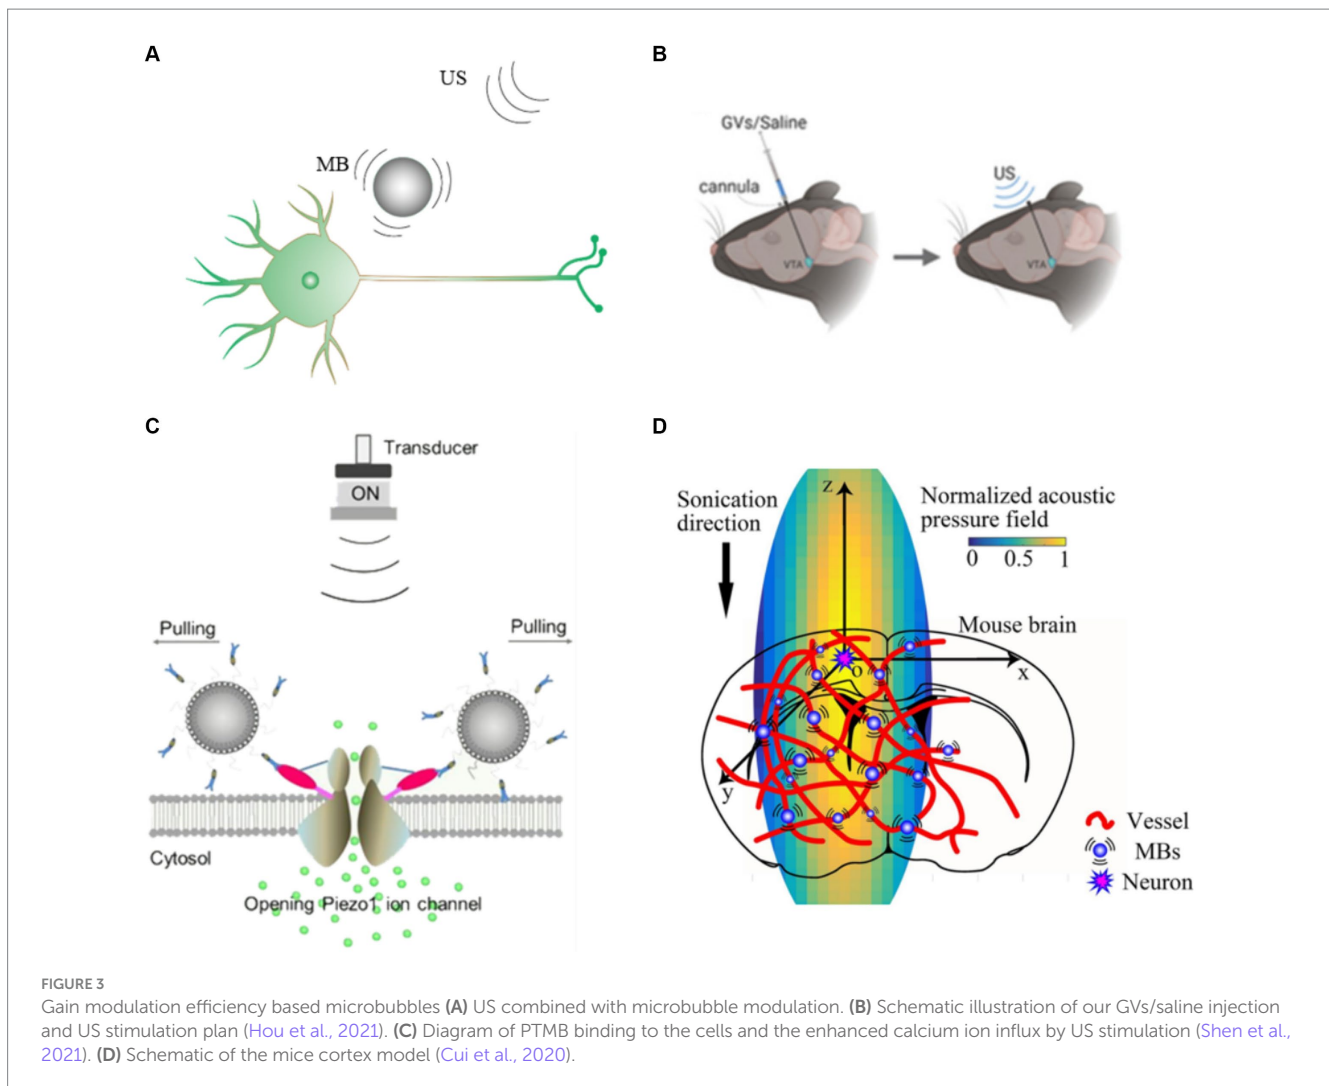 A
US
MB
B
GVs/Saline
cannula
VTA
US
VTA
C
Transducer
ON
Pulling
Pulling
Cytosol
Opening Piezo1 ion channel
D
Sonication
direction
z
Normalized acoustic
pressure field
0 0.5 1
Mouse brain
o
x
y
Vessel
MBs
Neuron
FIGURE 3
Gain modulation efficiency based microbubbles (A) US combined with microbubble modulation. (B) Schematic illustration of our GVs/saline injection
and US stimulation plan (Hou et al., 2021). (C) Diagram of PTMB binding to the cells and the enhanced calcium ion influx by US stimulation (Shen et al.,
2021). (D) Schematic of the mice cortex model (Cui et al., 2020).